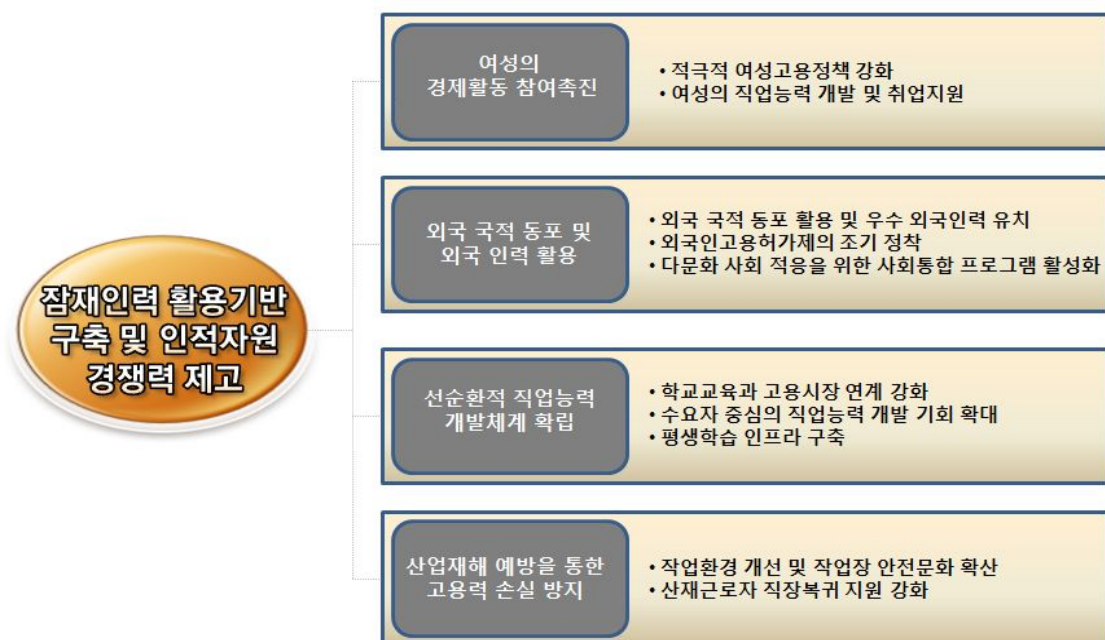 잠재인력 활용기반
구축 및 인적자원
경쟁력 제고
여성의
경제활동 참여촉진
• 적극적 여성고용정책 강화
• 여성의 직업능력 개발 및 취업지원
외국 국적 동포 및
외국 인력 활용
• 외국 국적 동포 활용 및 우수 외국인력 유치
• 외국인고용허가제의 조기 정착
• 다문화 사회 적응을 위한 사회통합 프로그램 활성화
선순환적 직업능력
개발체계 확립
• 학교교육과 고용시장 연계 강화
• 수요자 중심의 직업능력 개발 기회 확대
• 평생학습 인프라 구축
산업재해 예방을 통한
고용력 손실 방지
• 작업환경 개선 및 작업장 안전문화 확산
• 산재근로자 직장복귀 지원 강화